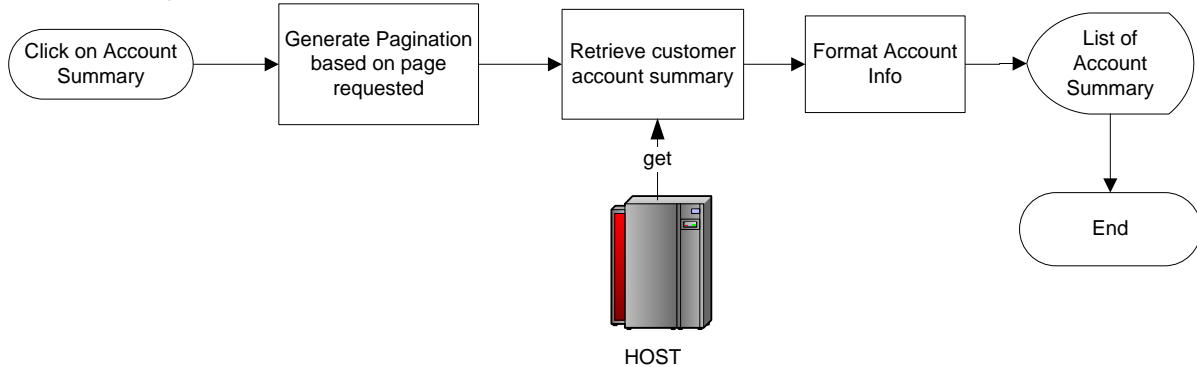 Click on Account
Summary
Generate Pagination
based on page
requested
Retrieve customer
account summary
Format Account
Info
List of
Account
Summary
get
End
HOST